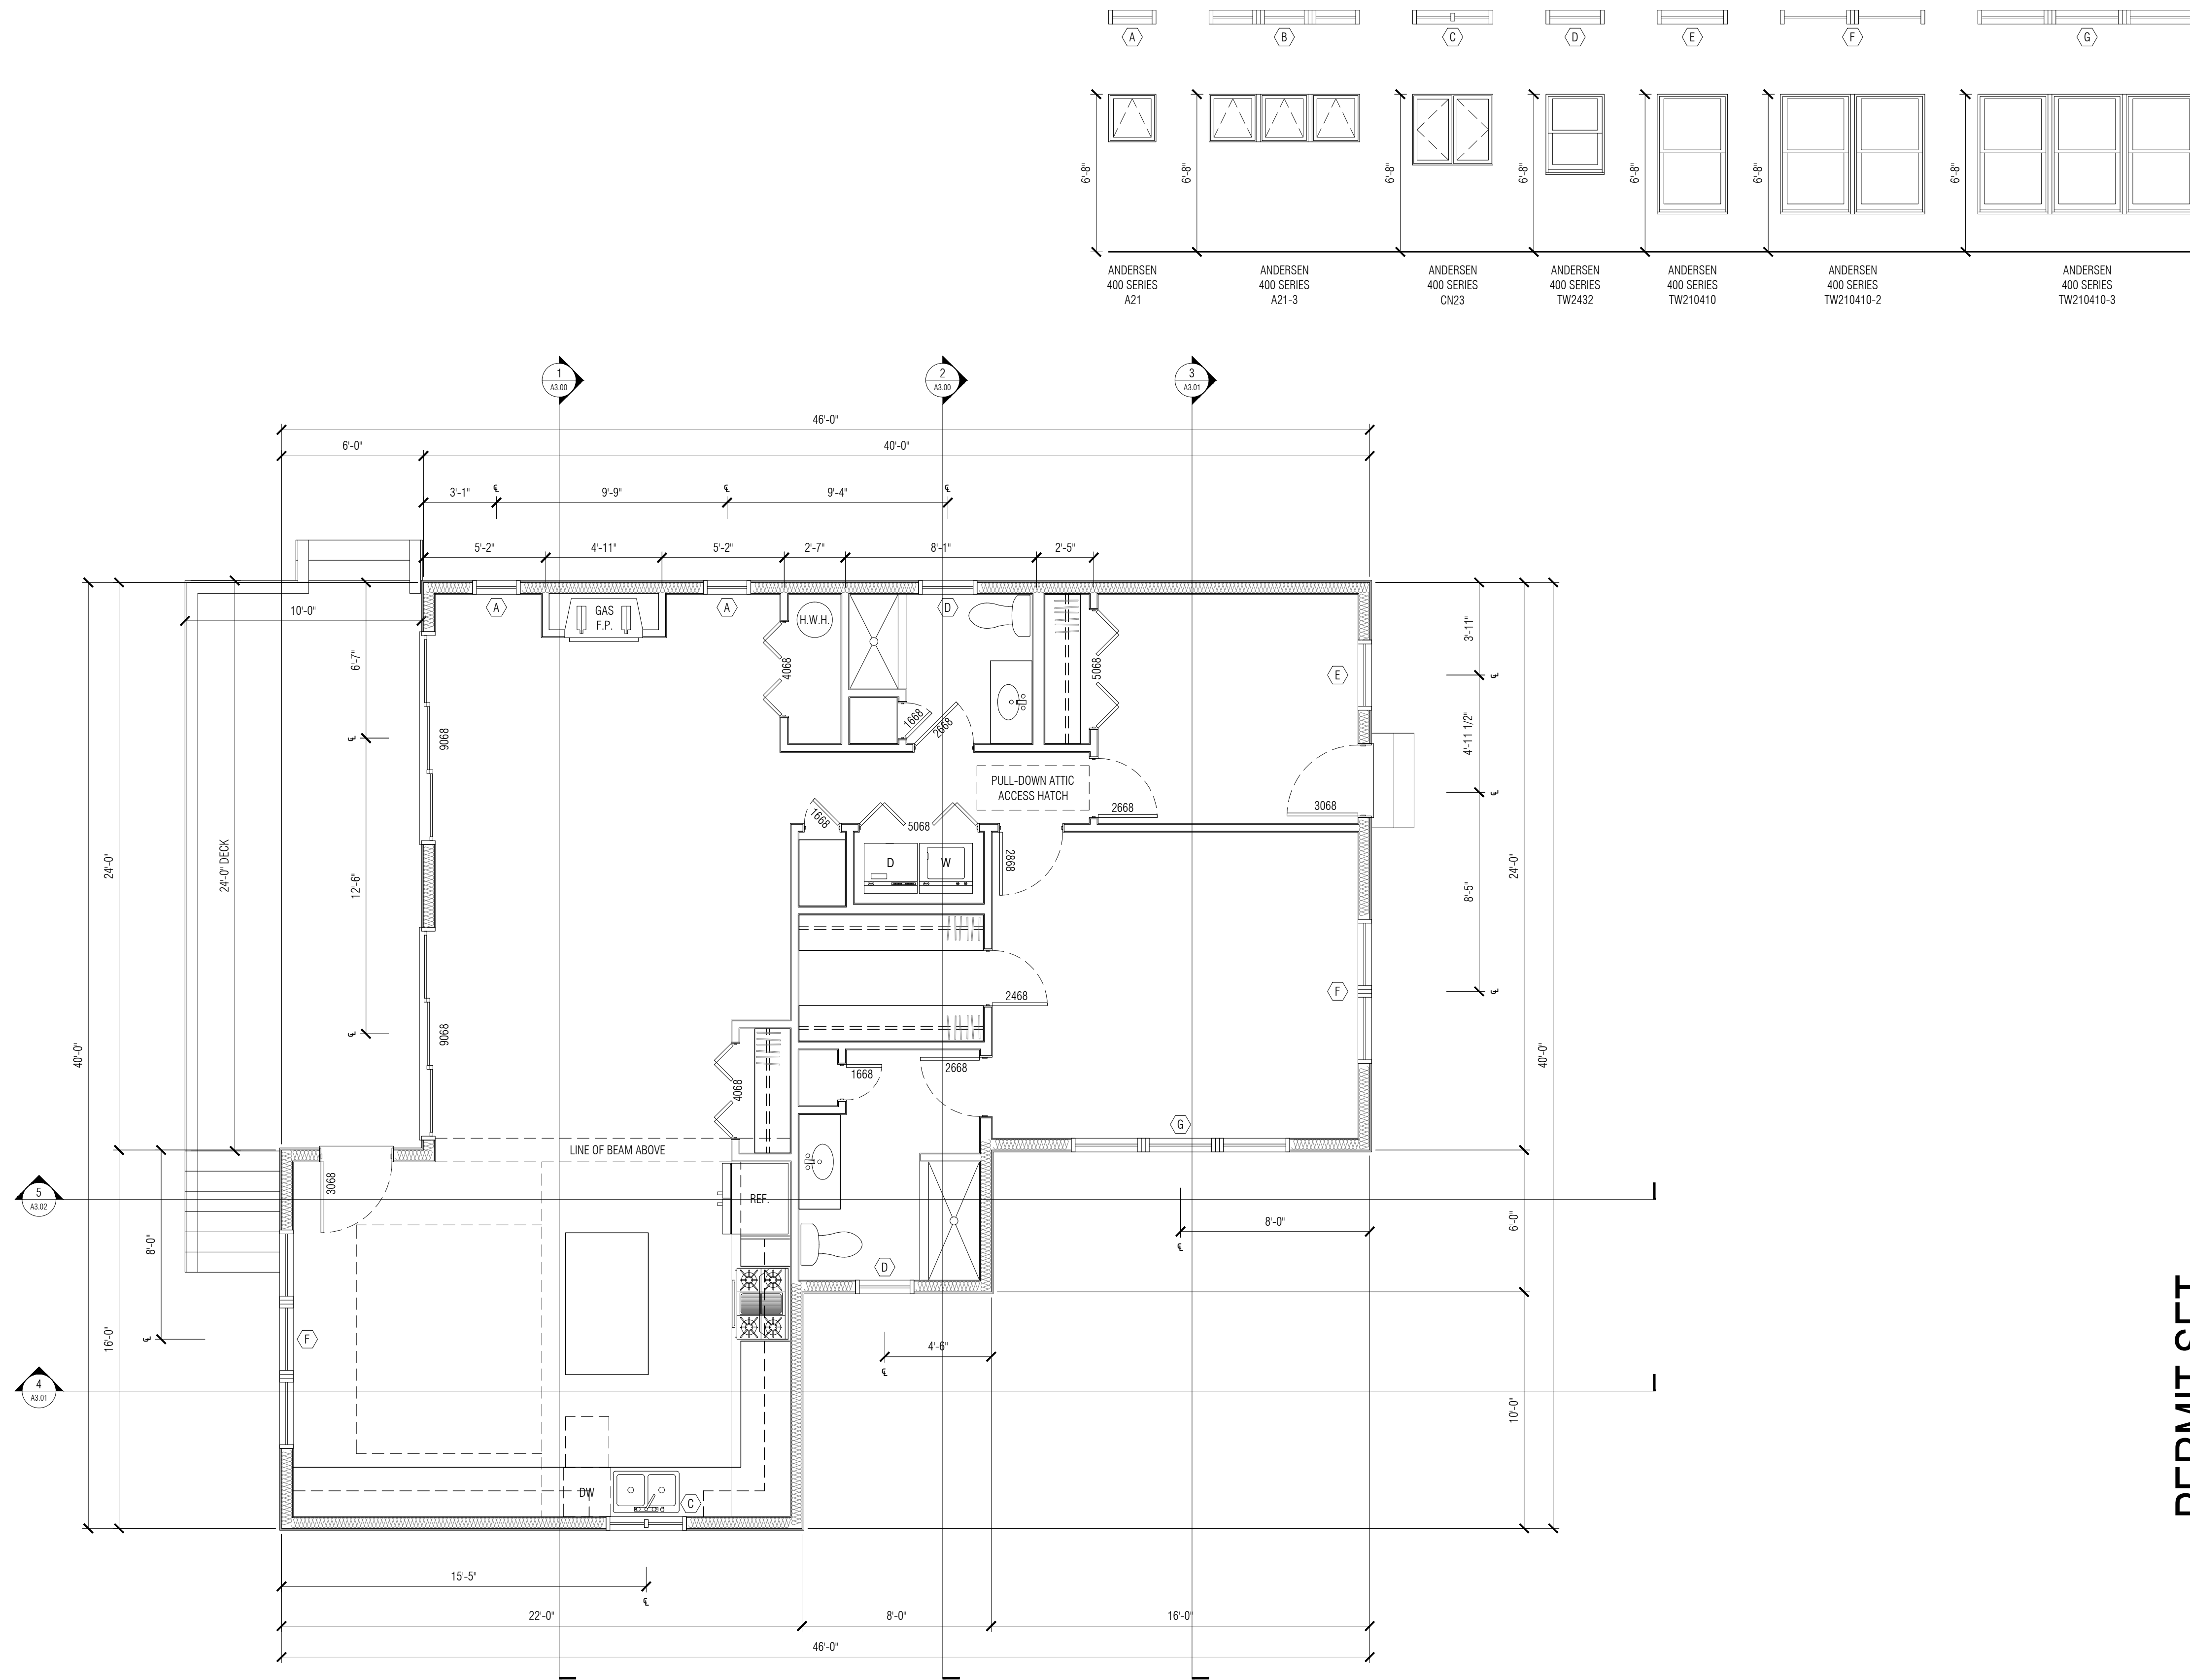 A B C D E F G
6'-8" 6'-8" 6'-8" 6'-8" 6'-8" 6'-8" 6'-8"
ANDERSEN ANDERSEN ANDERSEN ANDERSEN ANDERSEN ANDERSEN ANDERSEN
400 SERIES 400 SERIES 400 SERIES 400 SERIES 400 SERIES 400 SERIES 400 SERIES
A21 A21-3 CN23 TW2432 TW210410 TW210410-2 TW210410-3
1 2 3
A3.00 A3.00 A3.01
46'-0"
6'-0" 40'-0"
3'-1" ℄ 9'-9" ℄ 9'-4" ℄
5'-2" 4'-11" 5'-2" 2'-7" 8'-1" 2'-5"
10'-0"
A GAS A D
F.P.
H.W.H.
3'-11"
6'-7"
4068
5068
E
℄
1668
2668
9068
℄
4'-11 1/2"
PULL-DOWN ATTIC
ACCESS HATCH
℄
2668
3068
1668
5068
24'-0"
24'-0" DECK
12'-6"
D W
2868
8'-5"
24'-0"
2468
F
℄
9068
℄
40'-0"
40'-0"
1668
2668
4068
G
LINE OF BEAM ABOVE
3068
REF.
5
A3.02
8'-0"
6'-0"
8'-0"
℄
D
F
℄
16'-0"
4'-6"
℄
4
A3.01
10'-0"
DW
C
15'-5"
℄
22'-0" 8'-0" 16'-0"
46'-0"
PERMIT SET